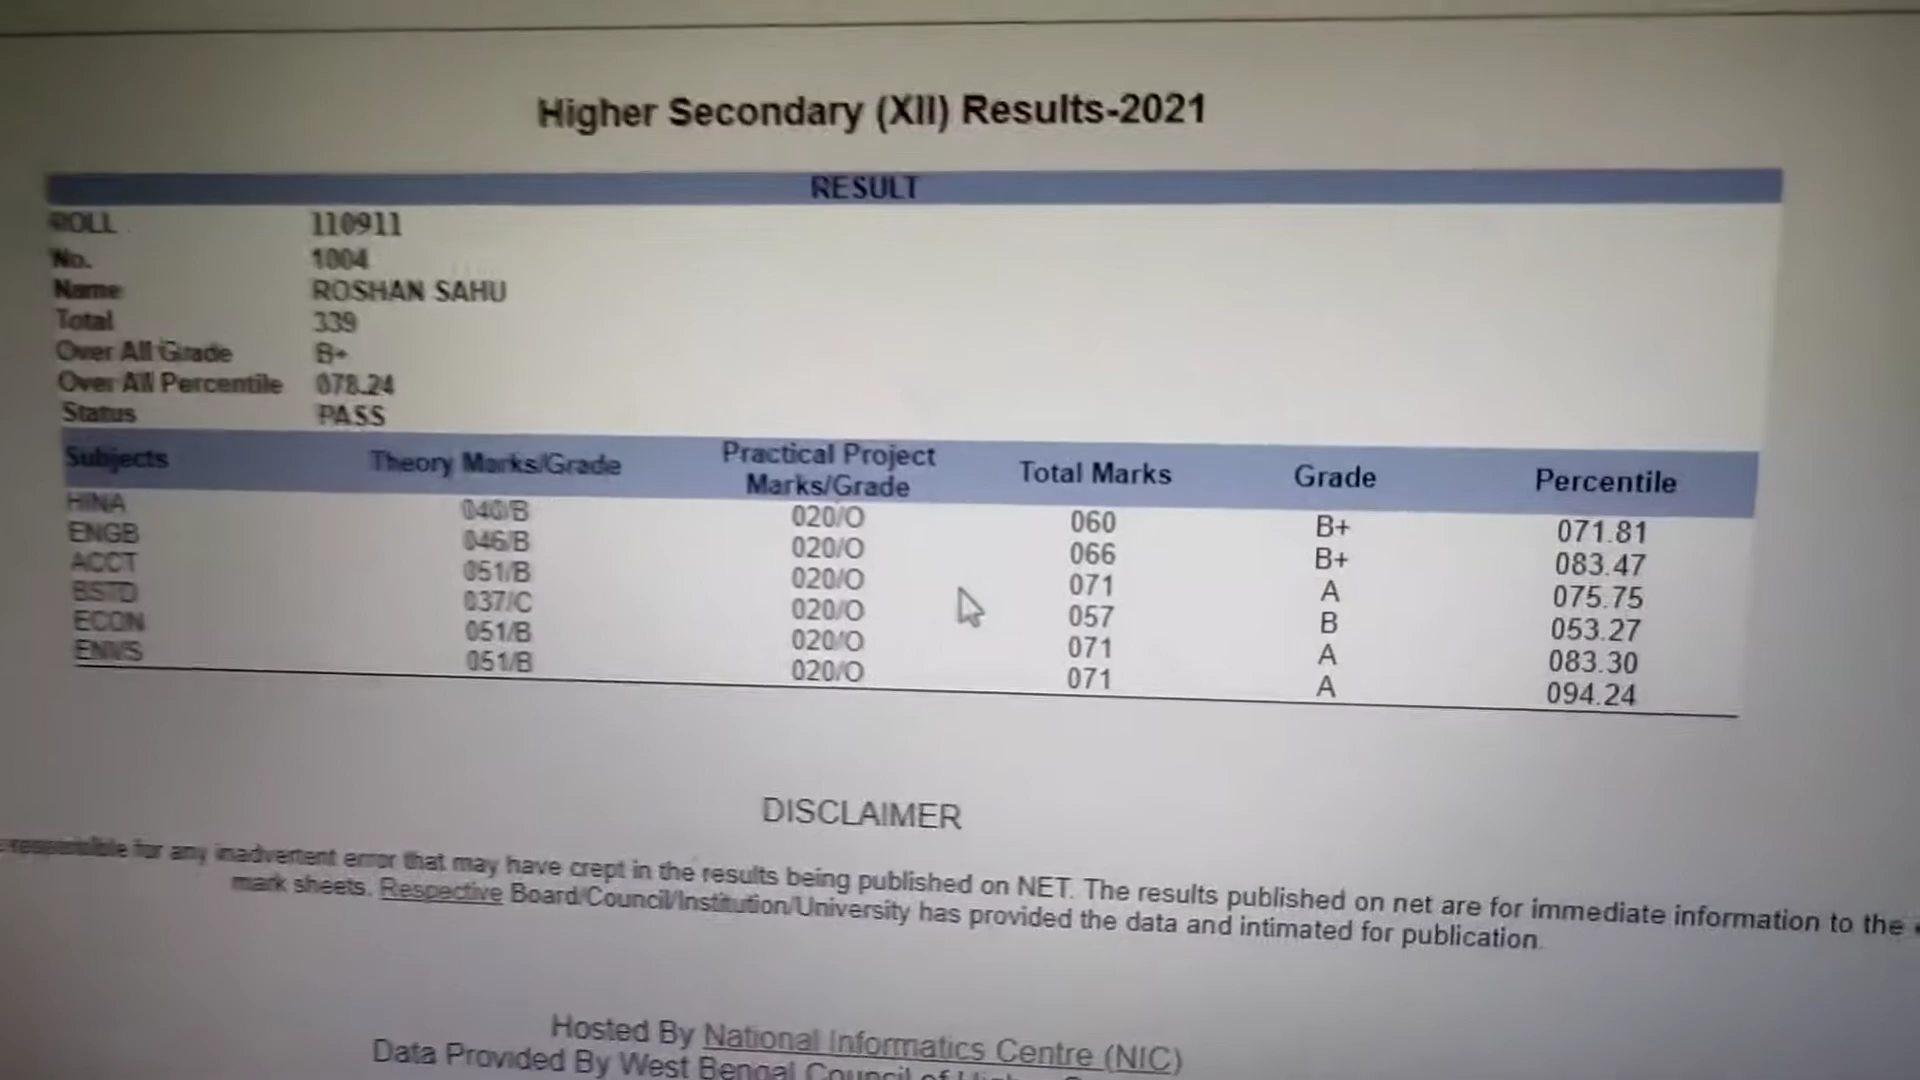 Higher Secondary (XII) Results-2021
RESULT
ROLL 110911
No. 1004
Name ROSHAN SAHU
Total 339
Over All Grade B+
Over All Percentile 078.24
Status PASS
Subjects Theory Marks/Grade Practical Project Marks/Grade Total Marks Grade Percentile
HINA 040/B 020/O 060 B+ 071.81
ENGB 046/B 020/O 066 B+ 083.47
ACCT 051/B 020/O 071 A 075.75
BSTD 037/C 020/O 057 B 053.27
ECON 051/B 020/O 071 A 083.30
ENVS 051/B 020/O 071 A 094.24
DISCLAIMER
responsible for any inadvertent error that may have crept in the results being published on NET. The results published on net are for immediate information to the
mark sheets. Respective Board/Council/Institution/University has provided the data and intimated for publication.
Hosted By National Informatics Centre (NIC)
Data Provided By West Bengal Council of